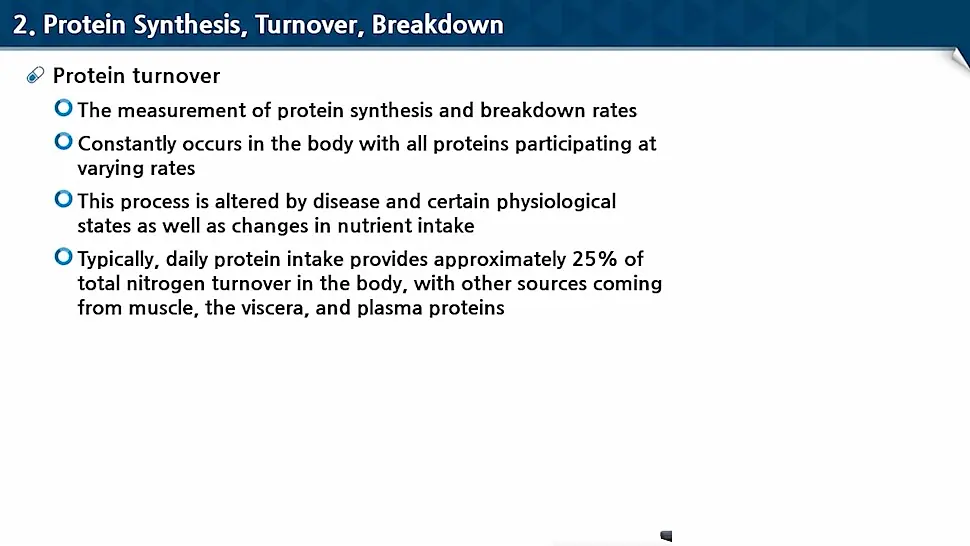 2. Protein Synthesis, Turnover, Breakdown
Protein turnover
The measurement of protein synthesis and breakdown rates
Constantly occurs in the body with all proteins participating at
varying rates
This process is altered by disease and certain physiological
states as well as changes in nutrient intake
Typically, daily protein intake provides approximately 25% of
total nitrogen turnover in the body, with other sources coming
from muscle, the viscera, and plasma proteins